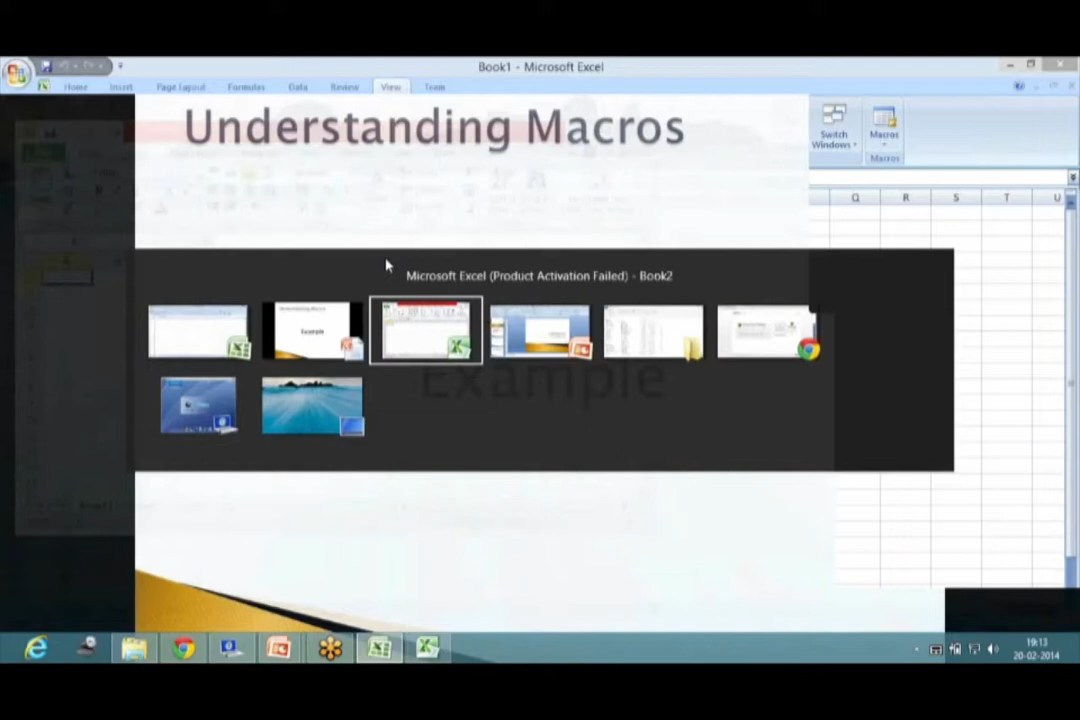 Book1 - Microsoft Excel
Home Insert Page Layout Formulas Data Review View Team
Understanding Macros
Switch Windows
Macros
Macros
Q R S T U
Microsoft Excel (Product Activation Failed) - Book2
Example
Example
19:13
20-02-2014